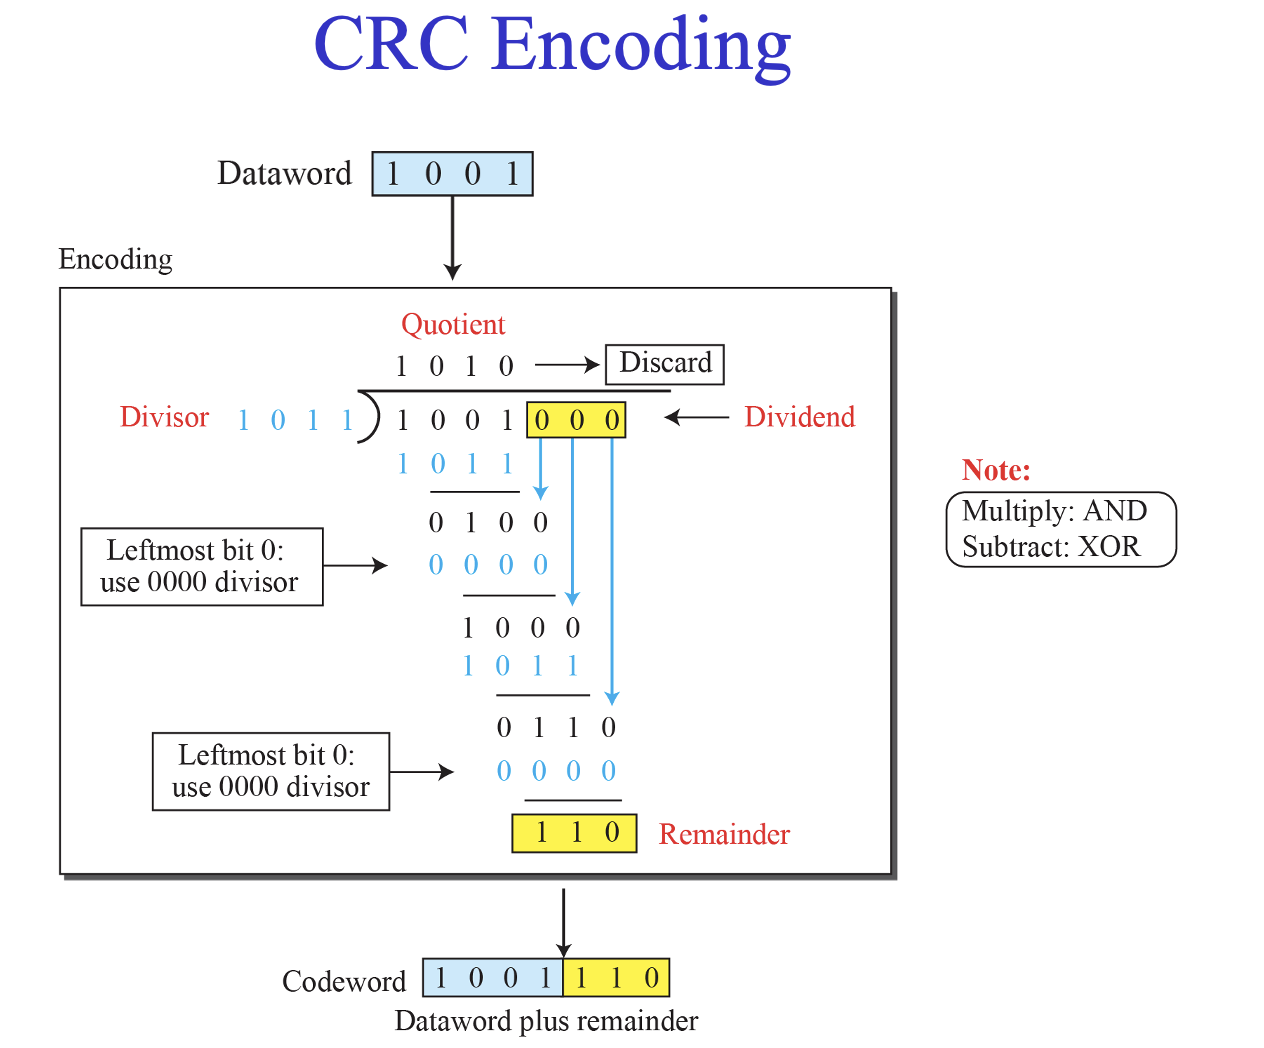 CRC Encoding
Dataword 1 0 0 1
Encoding
Quotient
1 0 1 0 Discard
Divisor 1 0 1 1 1 0 0 1 0 0 0 Dividend
1 0 1 1
Note:
Multiply: AND
Subtract: XOR
0 1 0 0
Leftmost bit 0:
use 0000 divisor
0 0 0 0
1 0 0 0
1 0 1 1
0 1 1 0
Leftmost bit 0:
use 0000 divisor
0 0 0 0
1 1 0 Remainder
Codeword 1 0 0 1 1 1 0
Dataword plus remainder